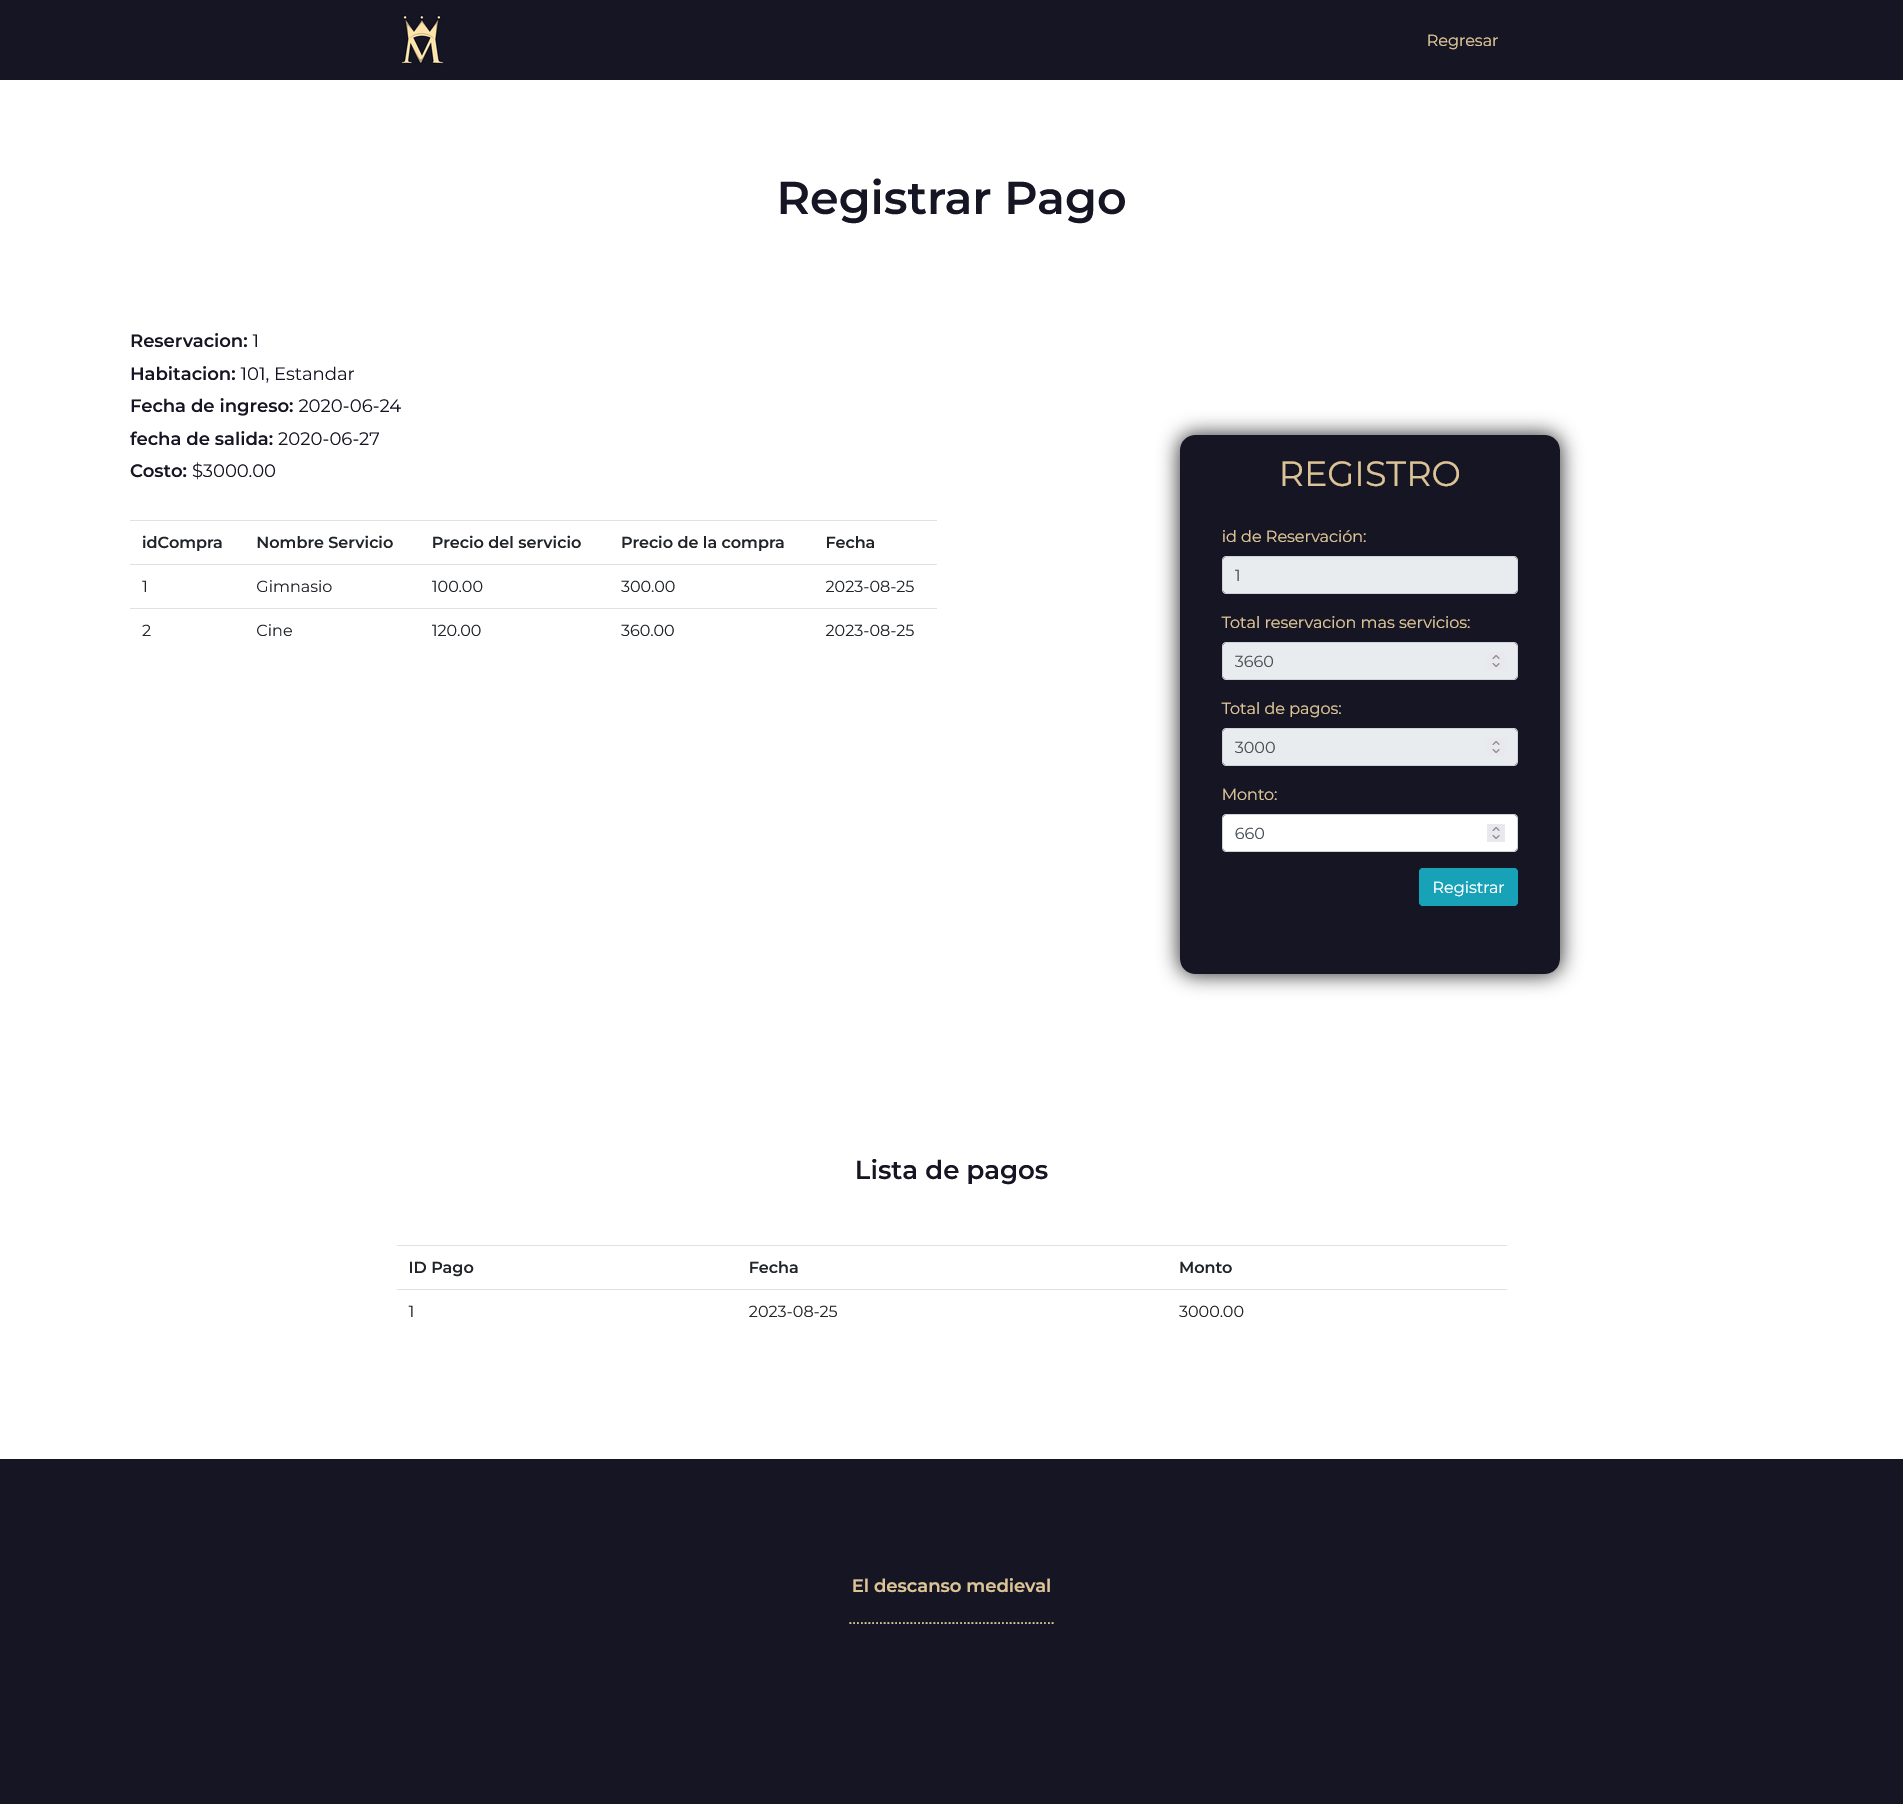 M
Regresar
Registrar Pago
Reservacion: 1
Habitacion: 101, Estandar
Fecha de ingreso: 2020-06-24
fecha de salida: 2020-06-27
Costo: $3000.00
idCompra Nombre Servicio Precio del servicio Precio de la compra Fecha
1 Gimnasio 100.00 300.00 2023-08-25
2 Cine 120.00 360.00 2023-08-25
REGISTRO
id de Reservación:
1
Total reservacion mas servicios:
3660
Total de pagos:
3000
Monto:
660
Registrar
Lista de pagos
ID Pago Fecha Monto
1 2023-08-25 3000.00
El descanso medieval